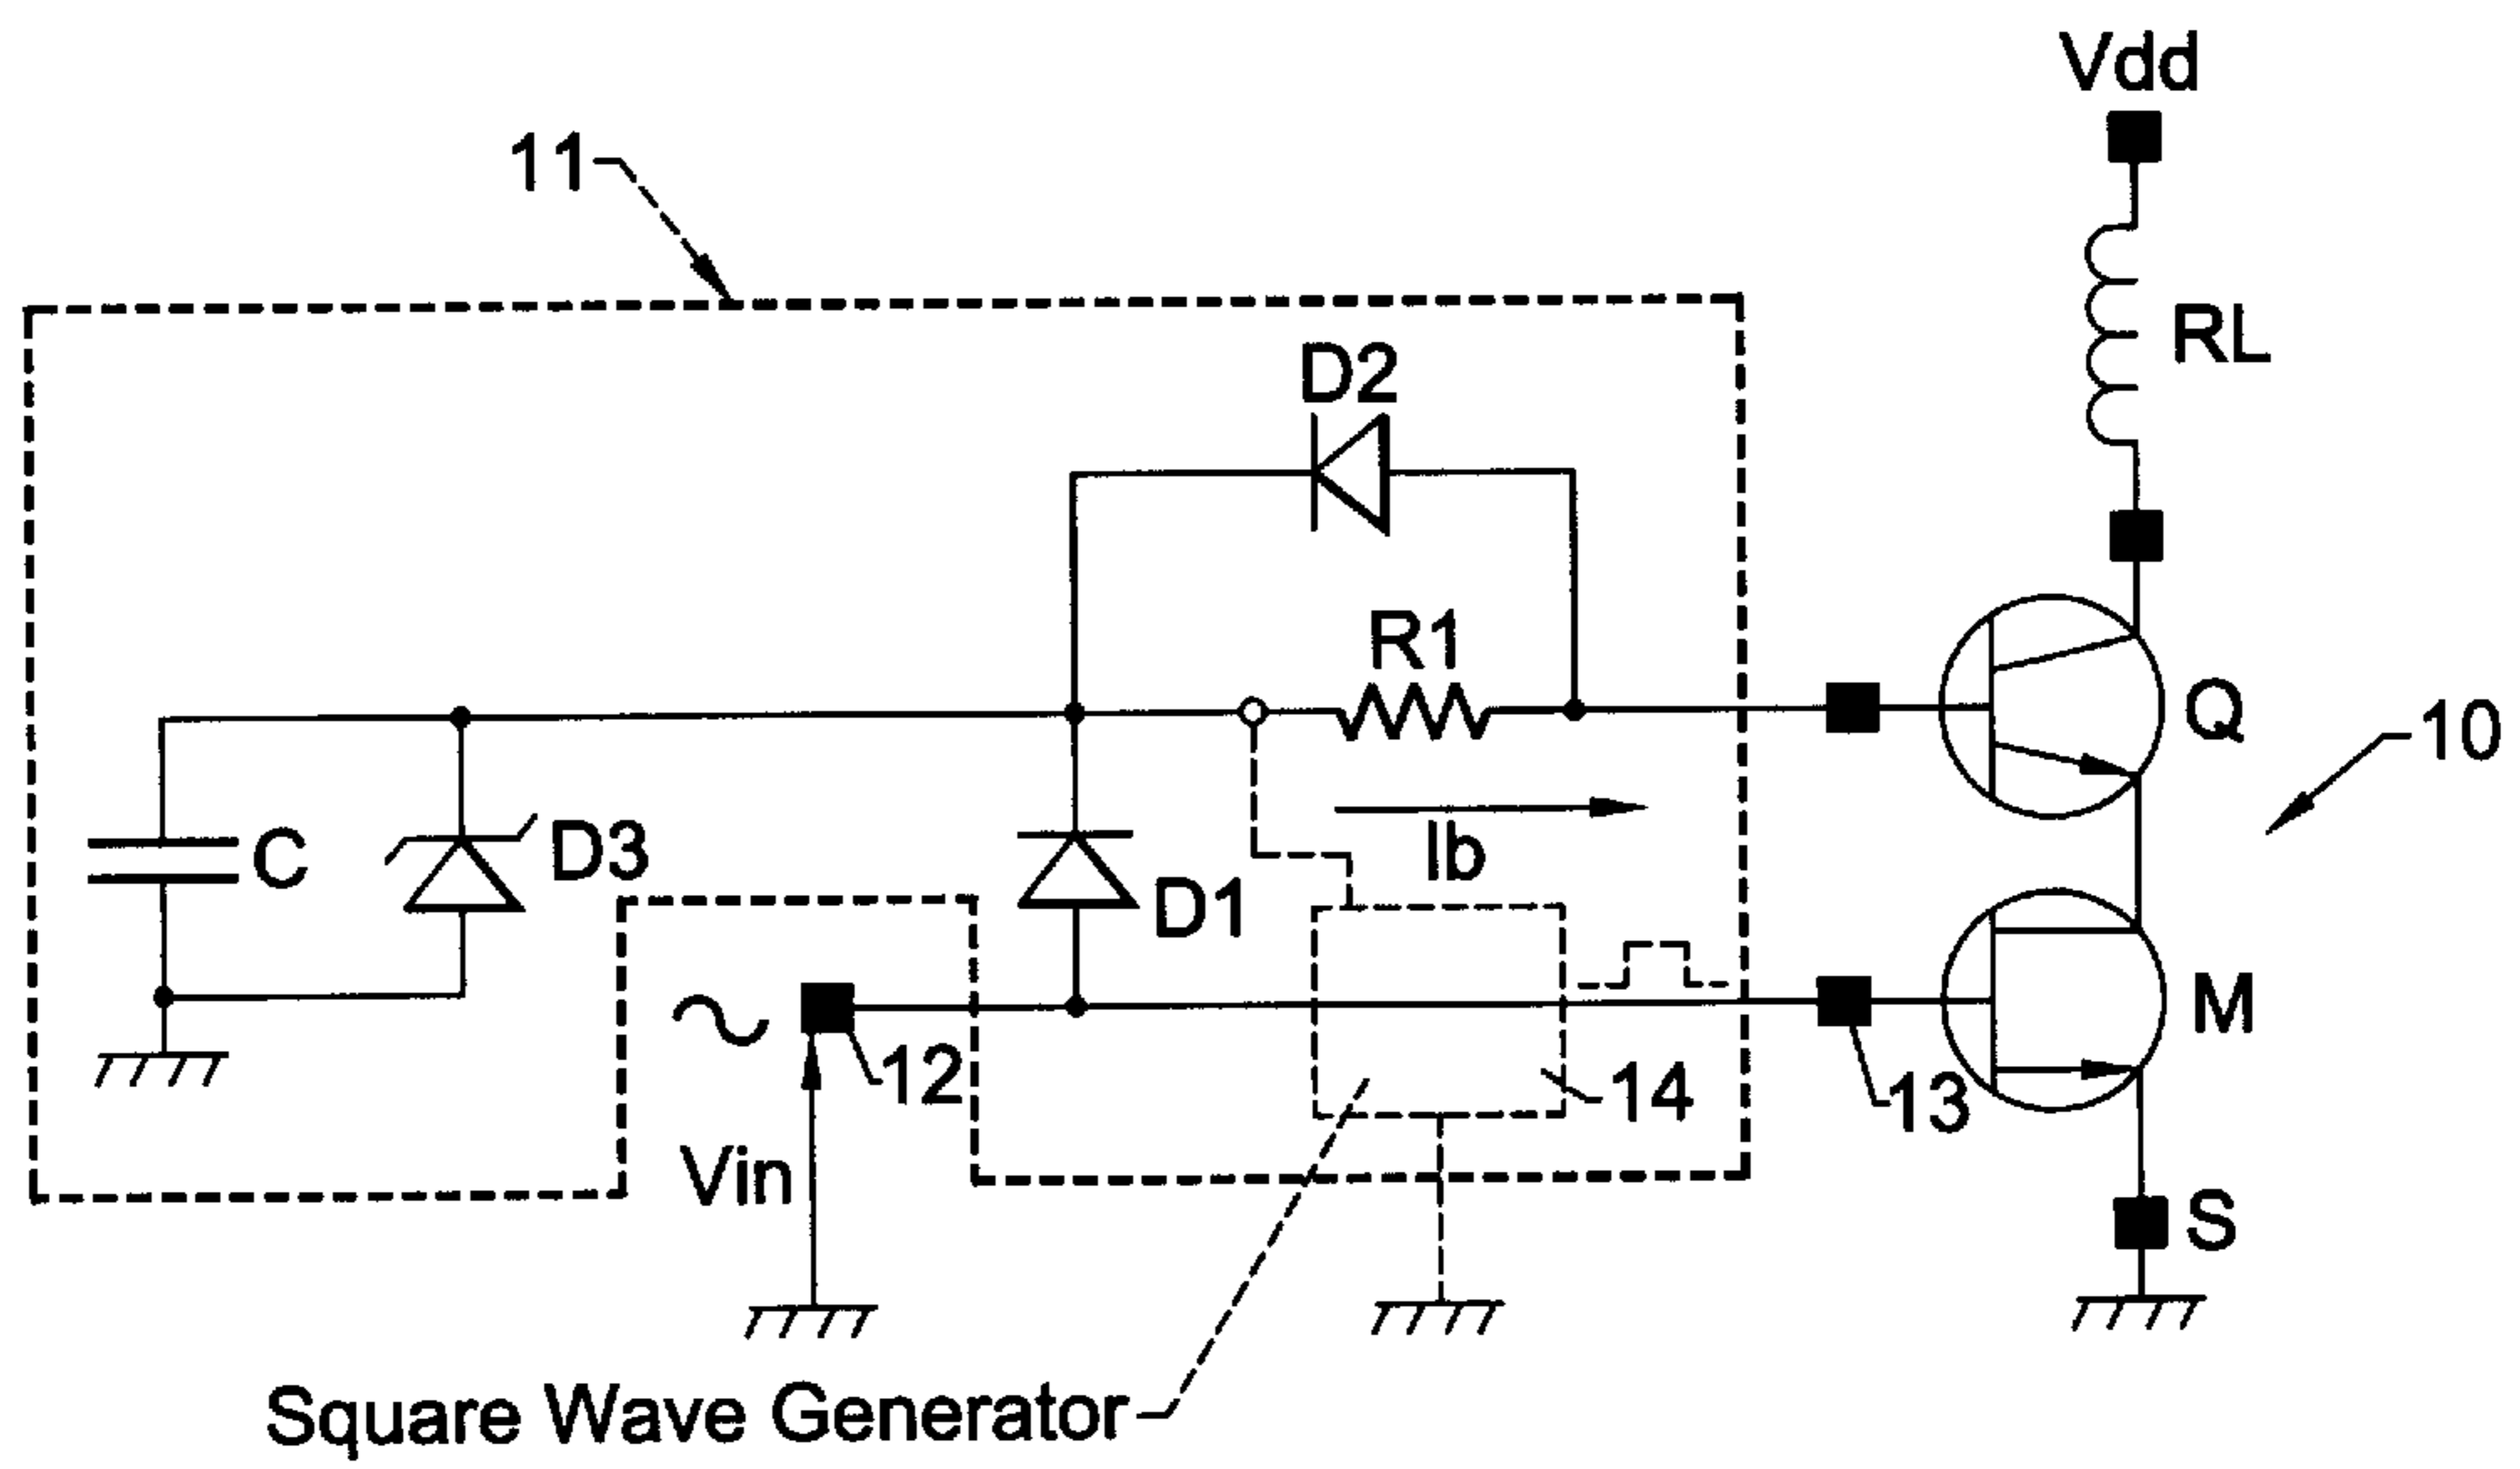 Vdd
11
RL
D2
R1
Q
10
C
D3
Ib
D1
M
12
14
13
Vin
S
Square Wave Generator